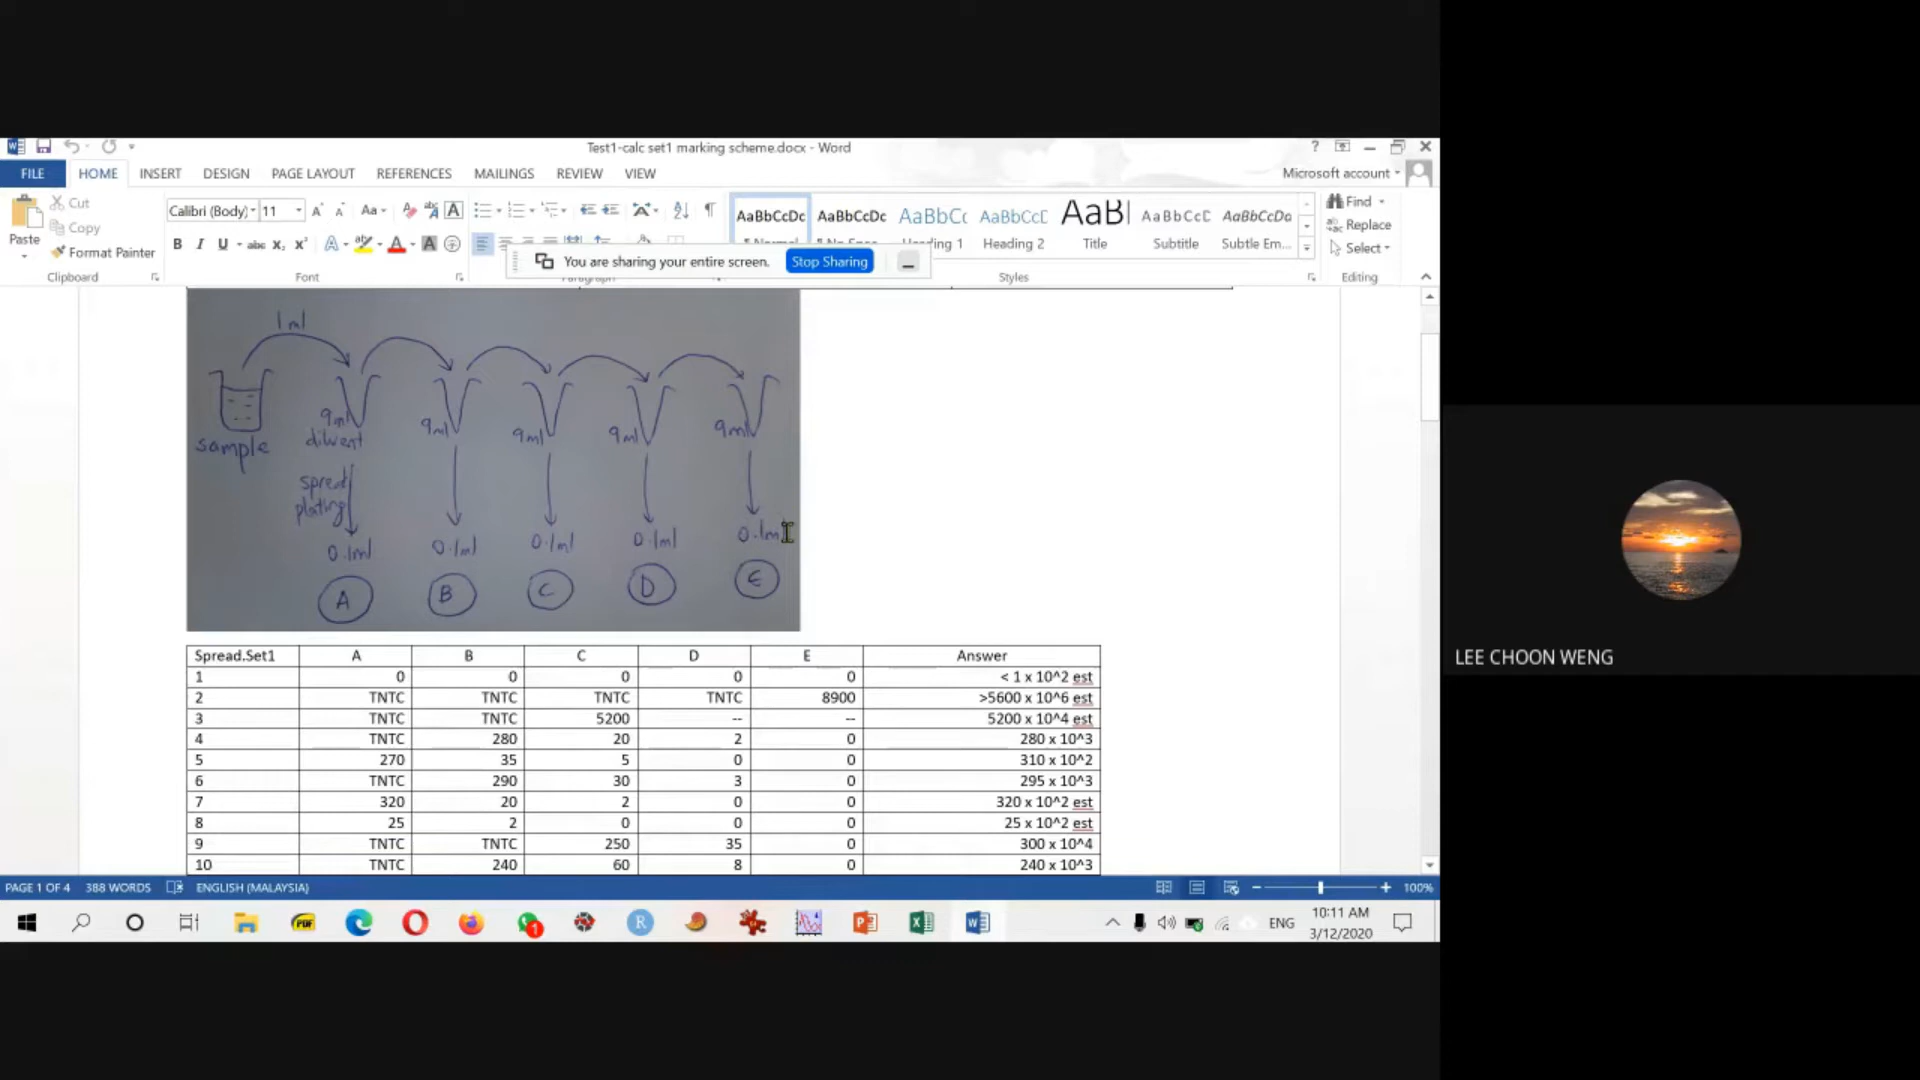 Test1-calc set1 marking scheme.docx - Word
FILE HOME INSERT DESIGN PAGE LAYOUT REFERENCES MAILINGS REVIEW VIEW Microsoft account
Paste
Cut
Copy
Format Painter
Calibri (Body) 11
AaBbCcDc AaBbCcDc AaBbCc AaBbCcC AaB AaBbCcC AaBbCcDa
Heading 1 Heading 2 Title Subtitle Subtle Em...
Find
Replace
Select
You are sharing your entire screen. Stop Sharing
Clipboard Font Paragraph Styles Editing
1ml
9ml
diluent
9ml 9ml 9ml 9ml
sample
spread
plating
0.1ml 0.1ml 0.1ml 0.1ml 0.1ml
A B C D E
Spread.Set1 A B C D E Answer
1 0 0 0 0 0 < 1 x 10^2 est
2 TNTC TNTC TNTC TNTC 8900 >5600 x 10^6 est
3 TNTC TNTC 5200 -- -- 5200 x 10^4 est
4 TNTC 280 20 2 0 280 x 10^3
5 270 35 5 0 0 310 x 10^2
6 TNTC 290 30 3 0 295 x 10^3
7 320 20 2 0 0 320 x 10^2 est
8 25 2 0 0 0 25 x 10^2 est
9 TNTC TNTC 250 35 0 300 x 10^4
10 TNTC 240 60 8 0 240 x 10^3
PAGE 1 OF 4 388 WORDS ENGLISH (MALAYSIA) 100%
ENG
10:11 AM
3/12/2020
LEE CHOON WENG